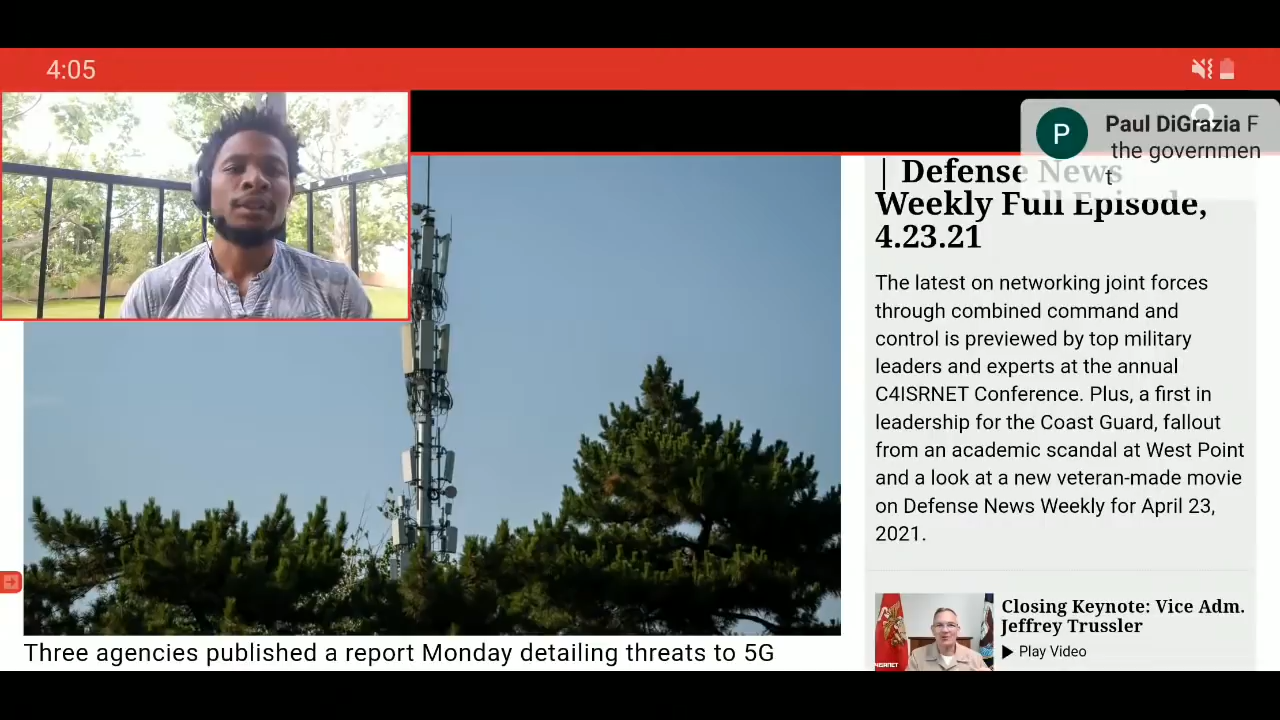 4:05
P
Paul DiGrazia F
the governmen
t
| Defense News
Weekly Full Episode,
4.23.21
The latest on networking joint forces
through combined command and
control is previewed by top military
leaders and experts at the annual
C4ISRNET Conference. Plus, a first in
leadership for the Coast Guard, fallout
from an academic scandal at West Point
and a look at a new veteran-made movie
on Defense News Weekly for April 23,
2021.
Closing Keynote: Vice Adm.
Jeffrey Trussler
Play Video
Three agencies published a report Monday detailing threats to 5G